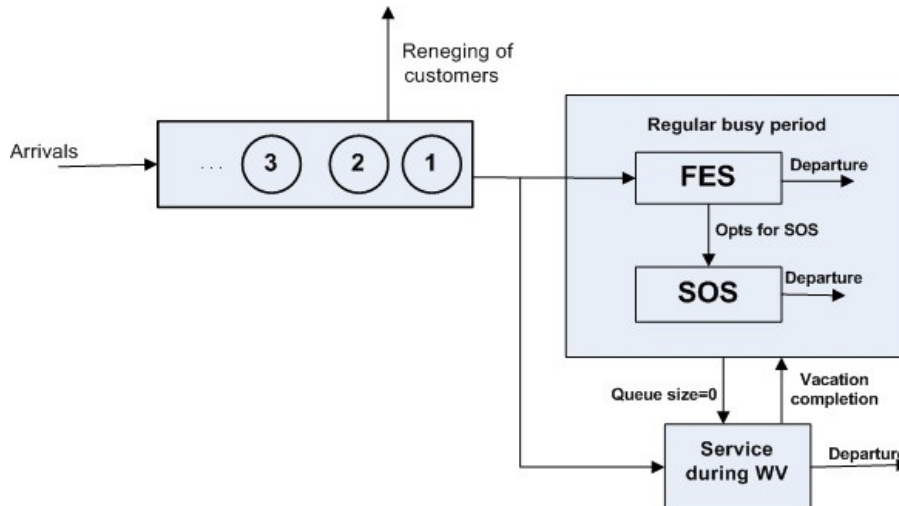 Reneging of
customers
Arrivals
. . .
3
2
1
Regular busy period
FES
Departure
Opts for SOS
SOS
Departure
Queue size=0
Vacation
completion
Service
during WV
Departure